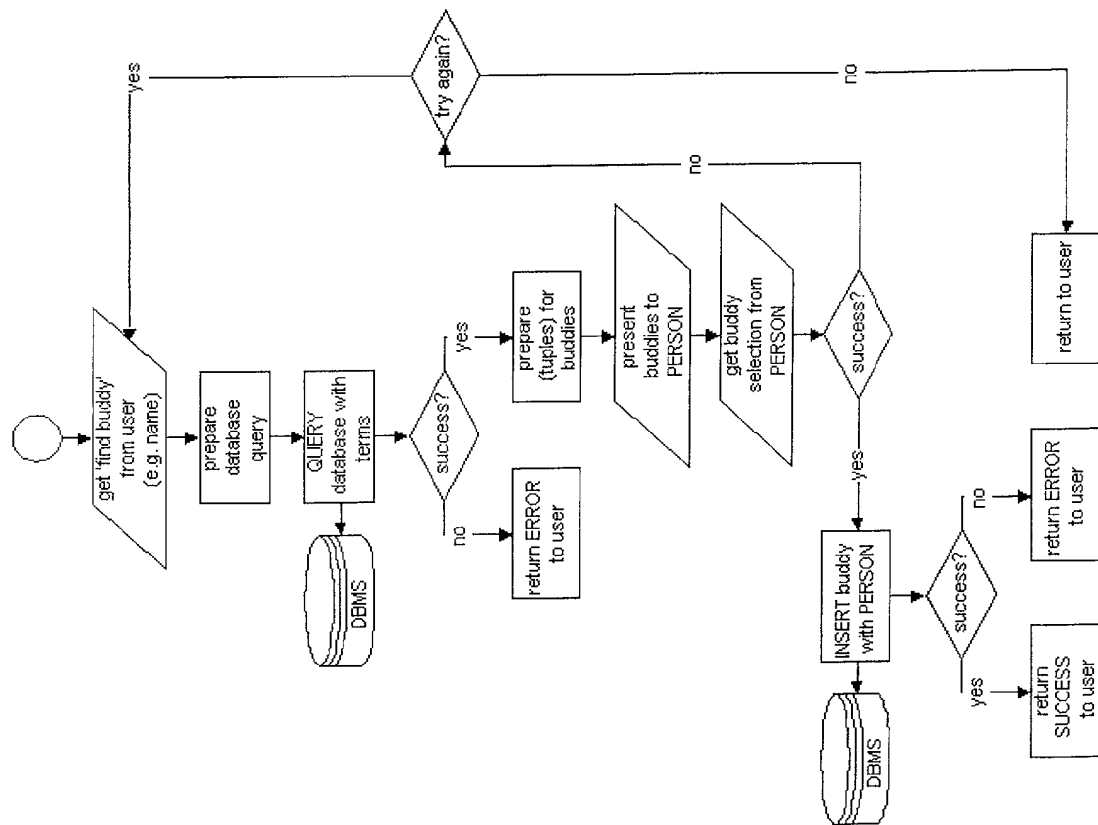 get 'find buddy'
from user
(e.g. name)
prepare
database
query
QUERY
database with
terms
DBMS
success?
no
return ERROR
to user
yes
prepare
(tuples) for
buddies
present
buddies to
PERSON
get buddy
selection from
PERSON
success?
no
try again?
yes
no
return to user
yes
INSERT buddy
with PERSON
DBMS
success?
yes
return
SUCCESS
to user
no
return ERROR
to user